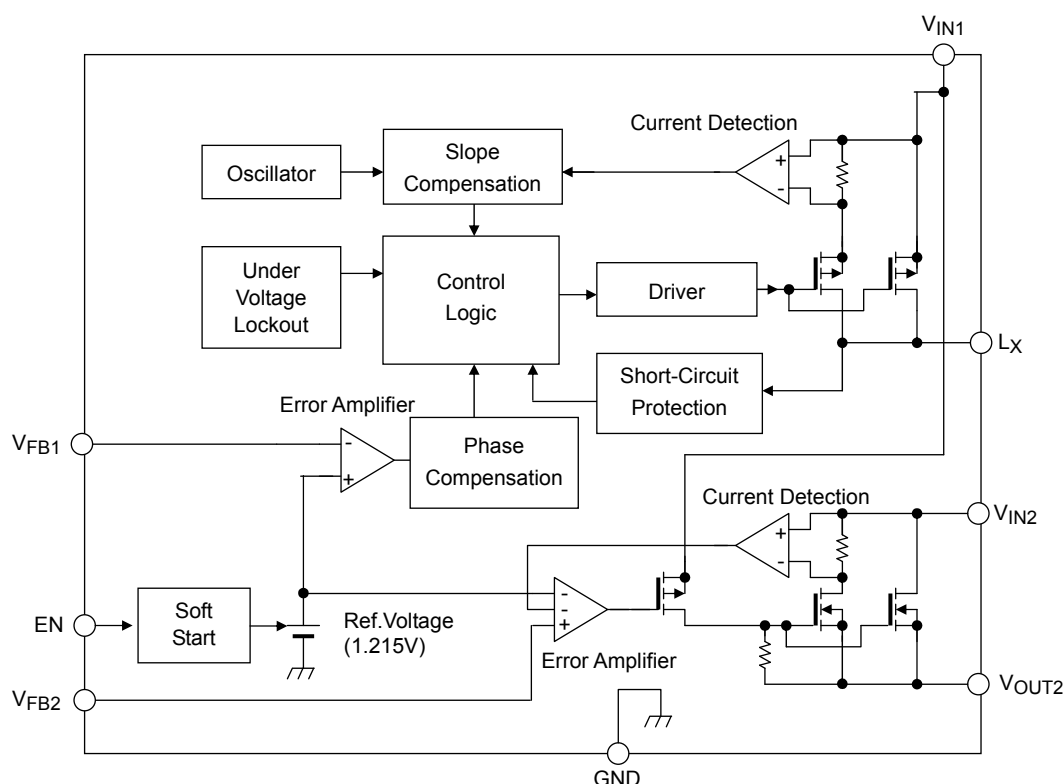 VIN1
Current Detection
+
-
Oscillator
Slope
Compensation
Under
Voltage
Lockout
Control
Logic
Driver
LX
Short-Circuit
Protection
Error Amplifier
VFB1
-
+
Phase
Compensation
Current Detection
VIN2
+
-
EN
Soft
Start
Ref.Voltage
(1.215V)
-
-
+
Error Amplifier
VFB2
VOUT2
GND